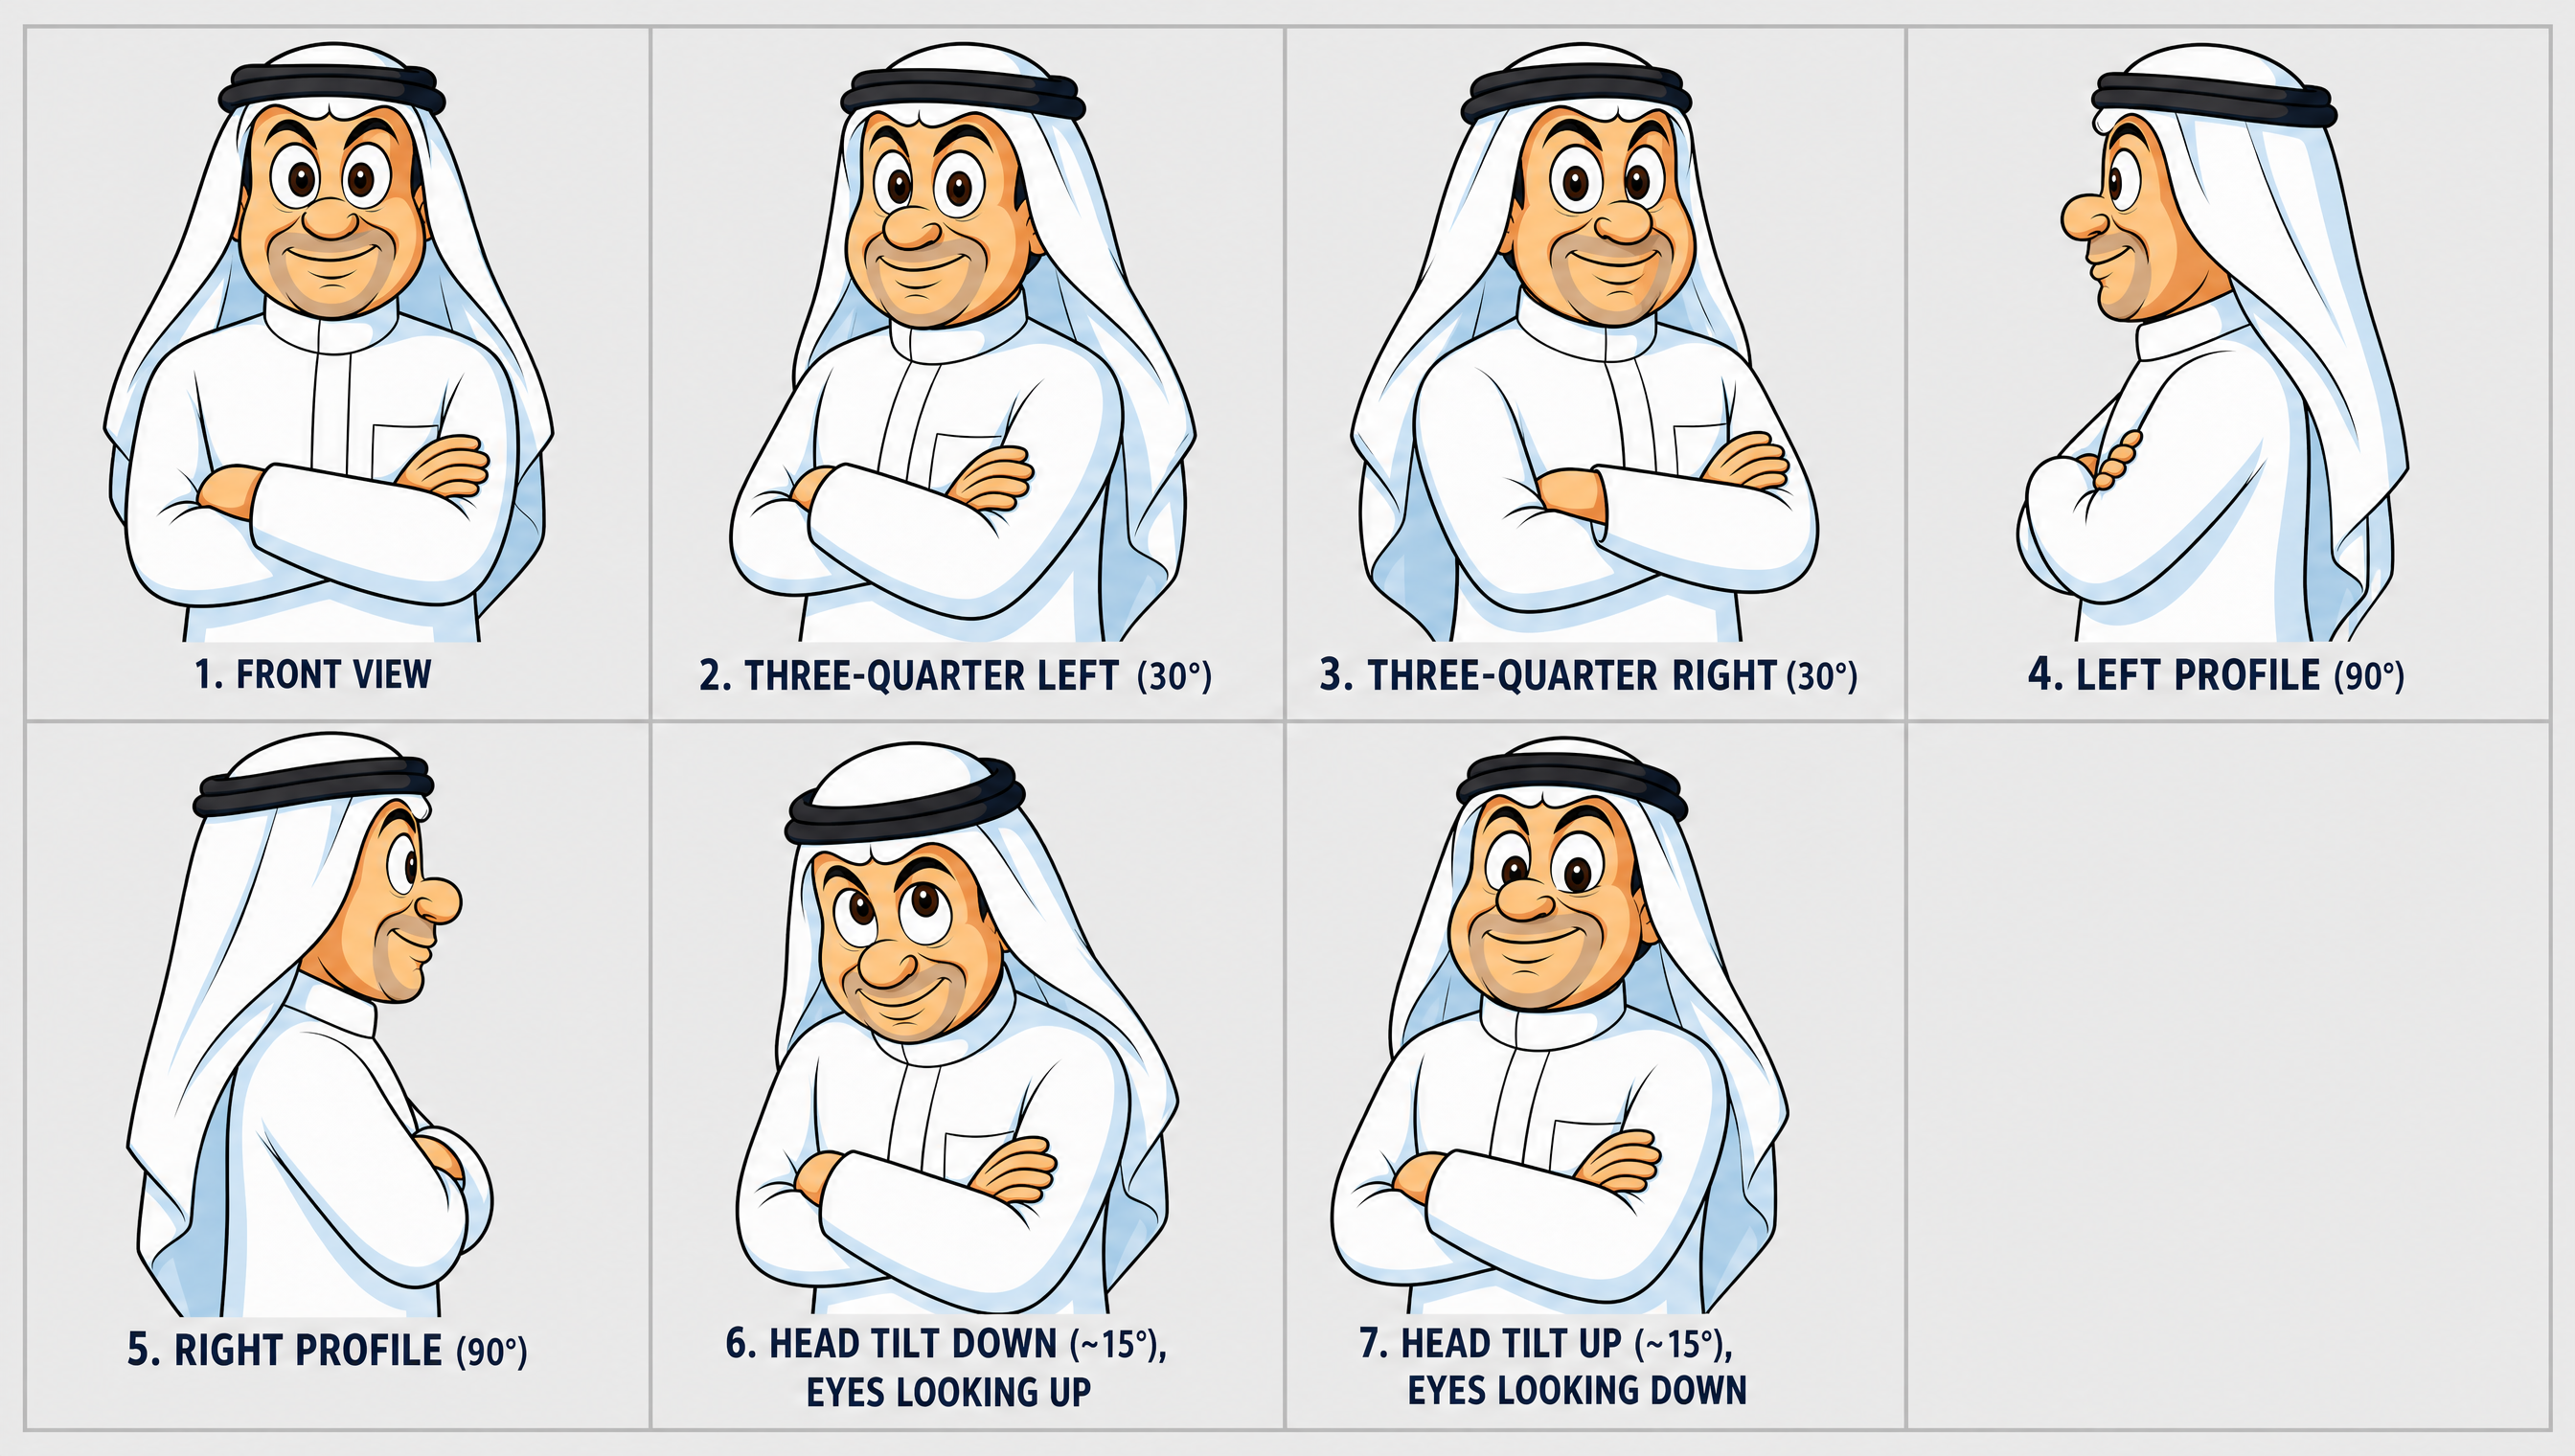 1. FRONT VIEW
2. THREE-QUARTER LEFT (30°)
3. THREE-QUARTER RIGHT (30°)
4. LEFT PROFILE (90°)
5. RIGHT PROFILE (90°)
6. HEAD TILT DOWN (~15°),
EYES LOOKING UP
7. HEAD TILT UP (~15°),
EYES LOOKING DOWN